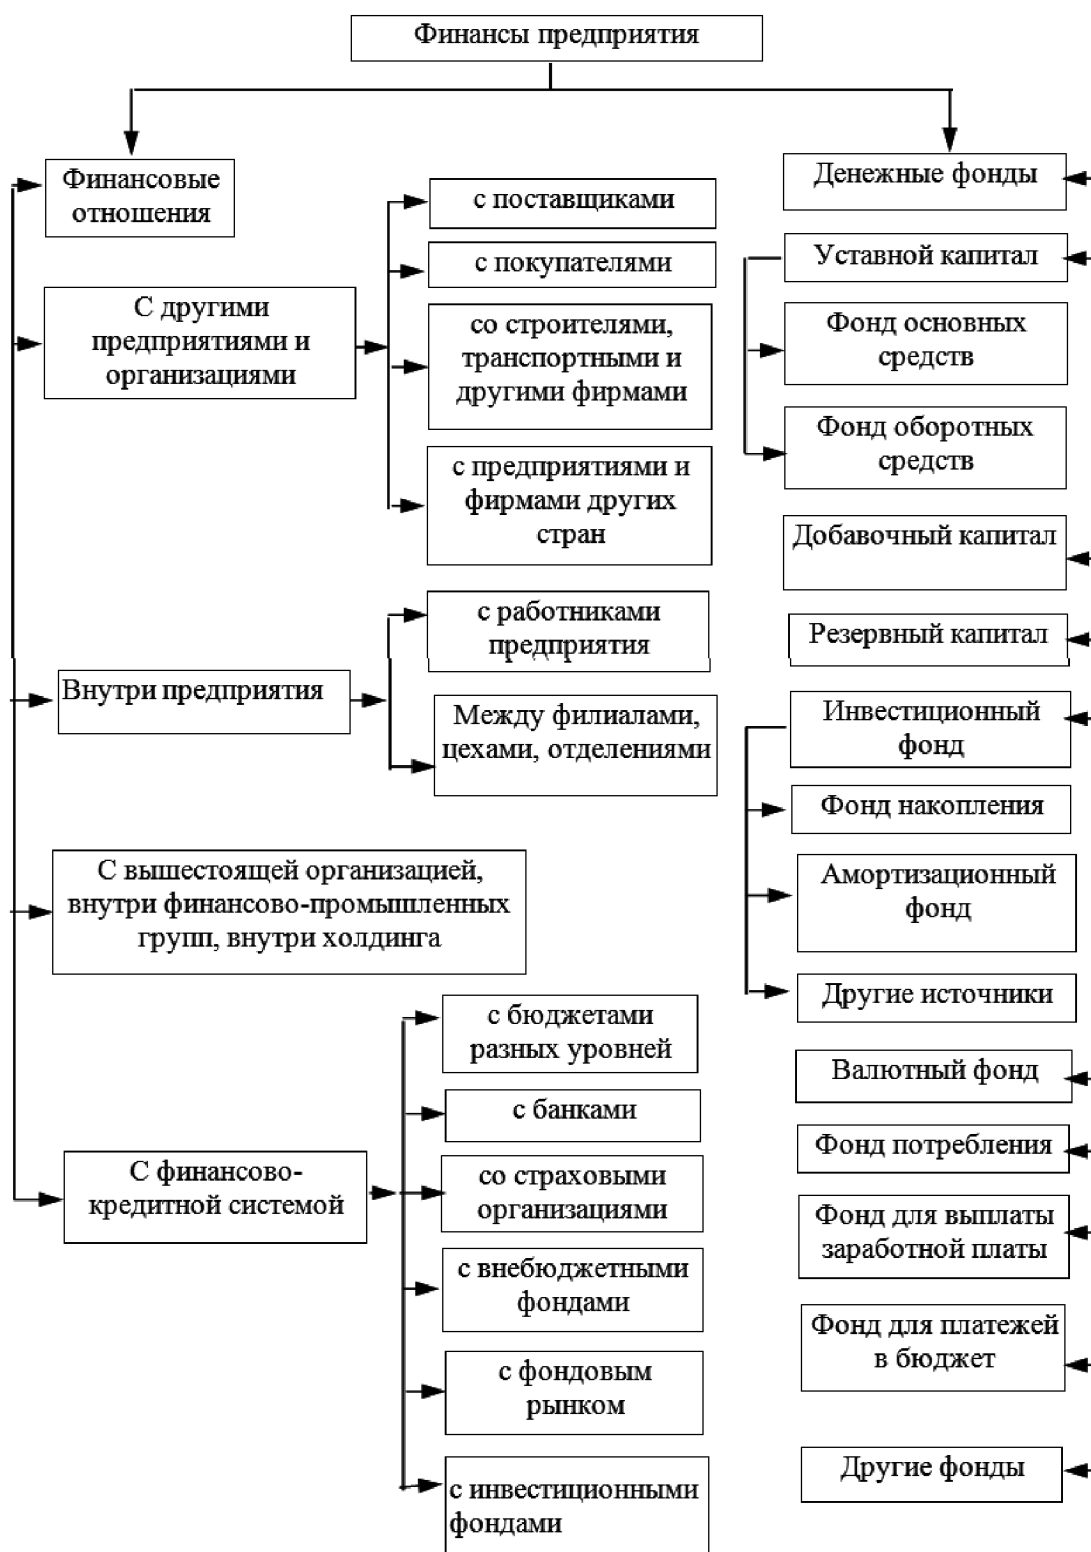 Финансы предприятия
Финансовые
отношения
С другими
предприятиями и
организациями
с поставщиками
с покупателями
со строителями,
транспортными и
другими фирмами
с предприятиями и
фирмами других
стран
Внутри предприятия
с работниками
предприятия
Между филиалами,
цехами, отделениями
С вышестоящей организацией,
внутри финансово-промышленных
групп, внутри холдинга
С финансово-
кредитной системой
с бюджетами
разных уровней
с банками
со страховыми
организациями
с внебюджетными
фондами
с фондовым
рынком
с инвестиционными
фондами
Денежные фонды
Уставной капитал
Фонд основных
средств
Фонд оборотных
средств
Добавочный капитал
Резервный капитал
Инвестиционный
фонд
Фонд накопления
Амортизационный
фонд
Другие источники
Валютный фонд
Фонд потребления
Фонд для выплаты
заработной платы
Фонд для платежей
в бюджет
Другие фонды